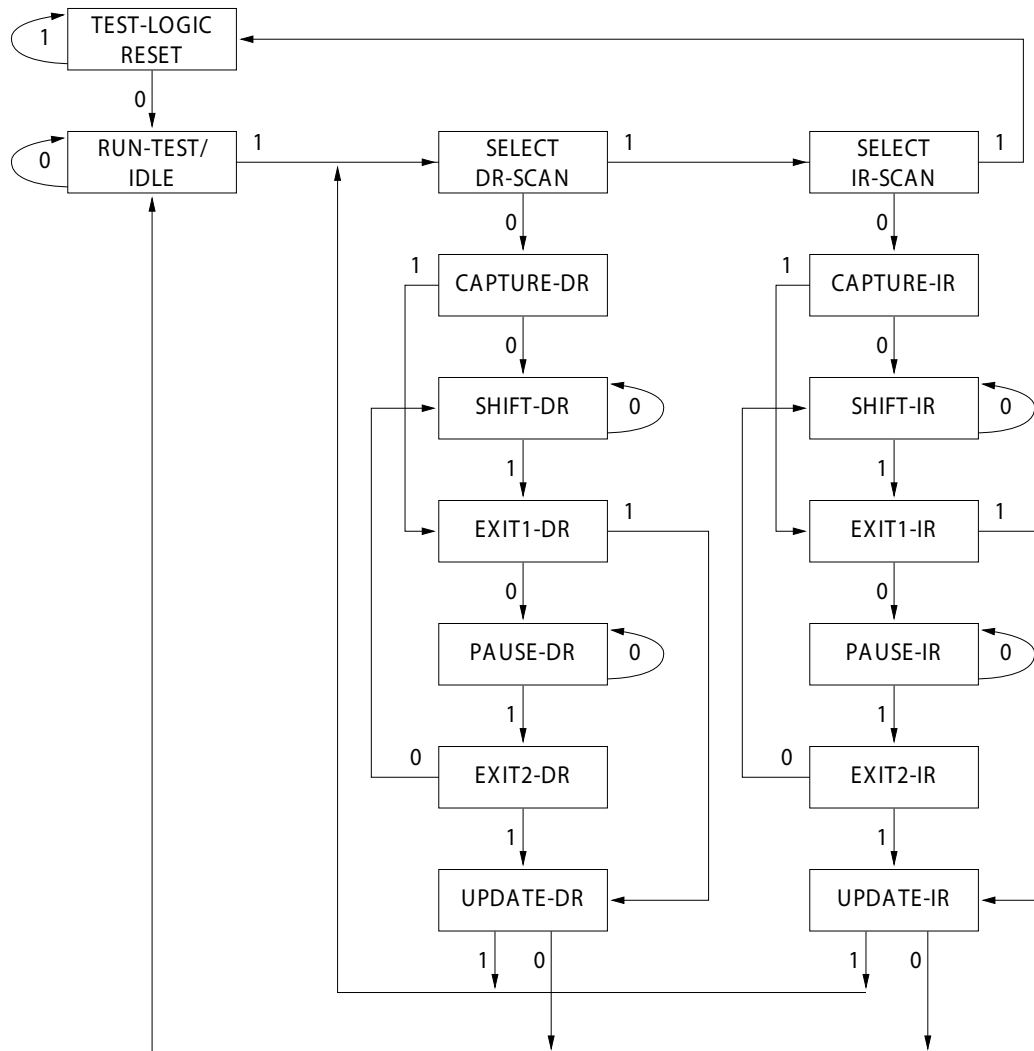 TEST-LOGIC
RESET
1
0
RUN-TEST/
IDLE
0
1
SELECT
DR-SCAN
1
SELECT
IR-SCAN
1
0
0
1
CAPTURE-DR
1
CAPTURE-IR
0
0
SHIFT-DR
0
SHIFT-IR
0
1
1
EXIT1-DR
1
EXIT1-IR
1
0
0
PAUSE-DR
0
PAUSE-IR
0
1
1
0
EXIT2-DR
0
EXIT2-IR
1
1
UPDATE-DR
UPDATE-IR
1
0
1
0